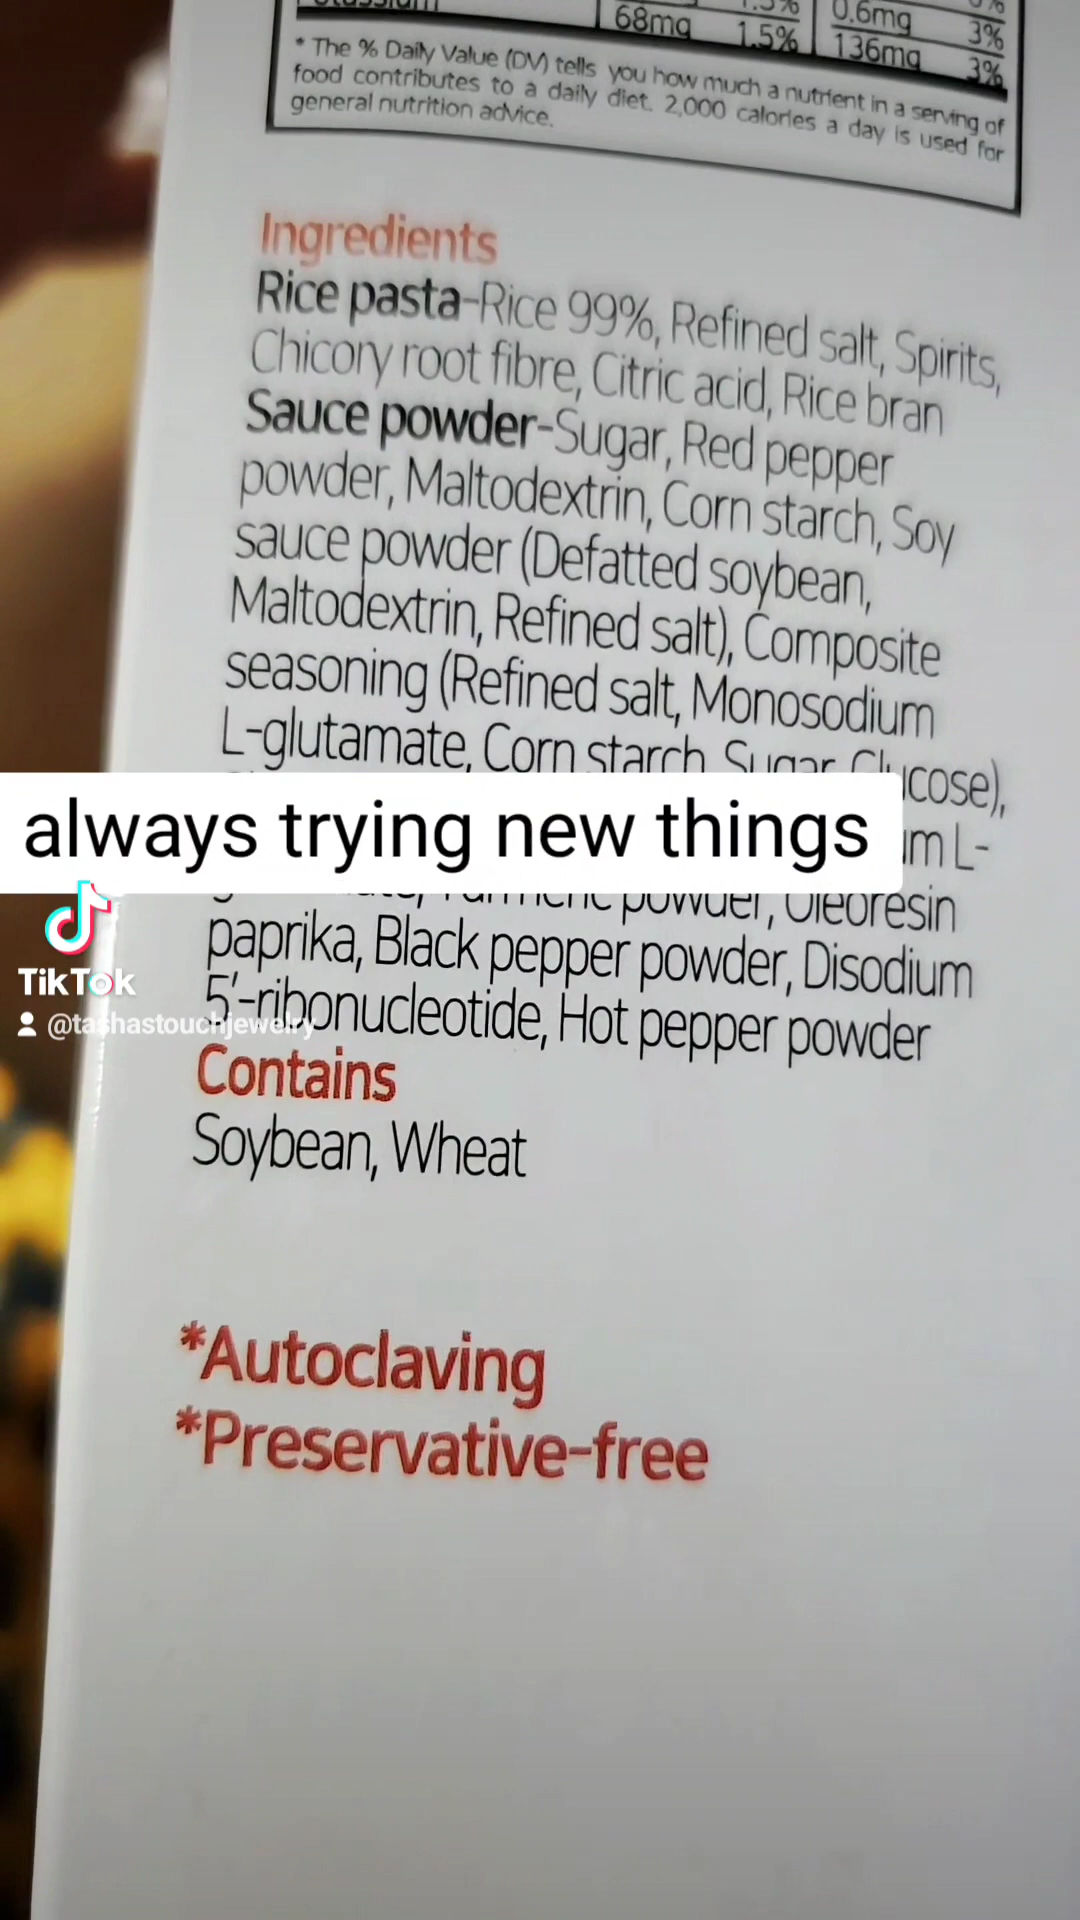 68mg 1.5% 0.6mg 3%
136mg 3%
* The % Daily Value (DV) tells you how much a nutrient in a serving of
food contributes to a daily diet. 2,000 calories a day is used for
general nutrition advice.
Ingredients
Rice pasta-Rice 99%, Refined salt, Spirits,
Chicory root fibre, Citric acid, Rice bran
Sauce powder-Sugar, Red pepper
powder, Maltodextrin, Corn starch, Soy
sauce powder (Defatted soybean,
Maltodextrin, Refined salt), Composite
seasoning (Refined salt, Monosodium
L-glutamate, Corn starch, Sugar, Glucose),
always trying new things
L-
Turmeric powder, Oleoresin
paprika, Black pepper powder, Disodium
5'-ribonucleotide, Hot pepper powder
TikTok
@tashastouchjewelry
Contains
Soybean, Wheat
*Autoclaving
*Preservative-free